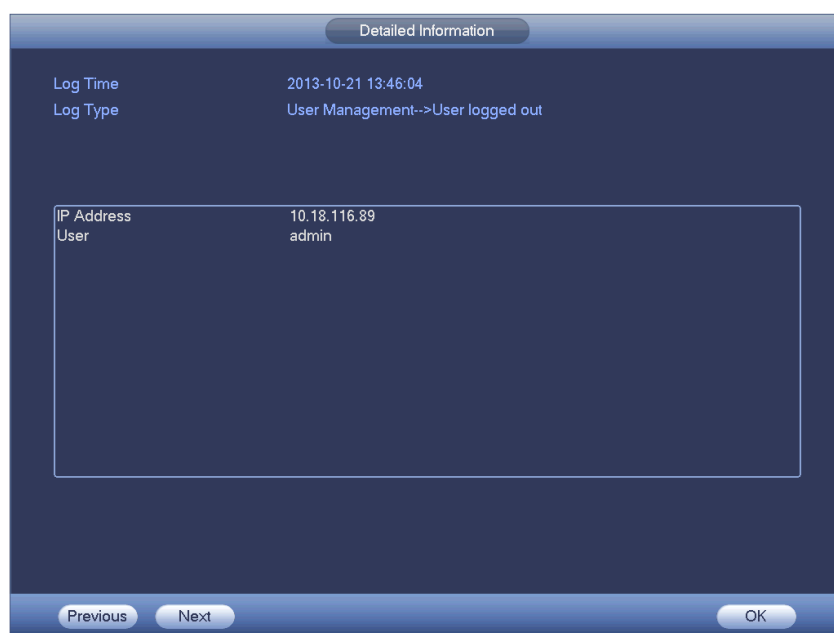 Detailed Information
Log Time 2013-10-21 13:46:04
Log Type User Management-->User logged out
IP Address 10.18.116.89
User admin
Previous Next OK